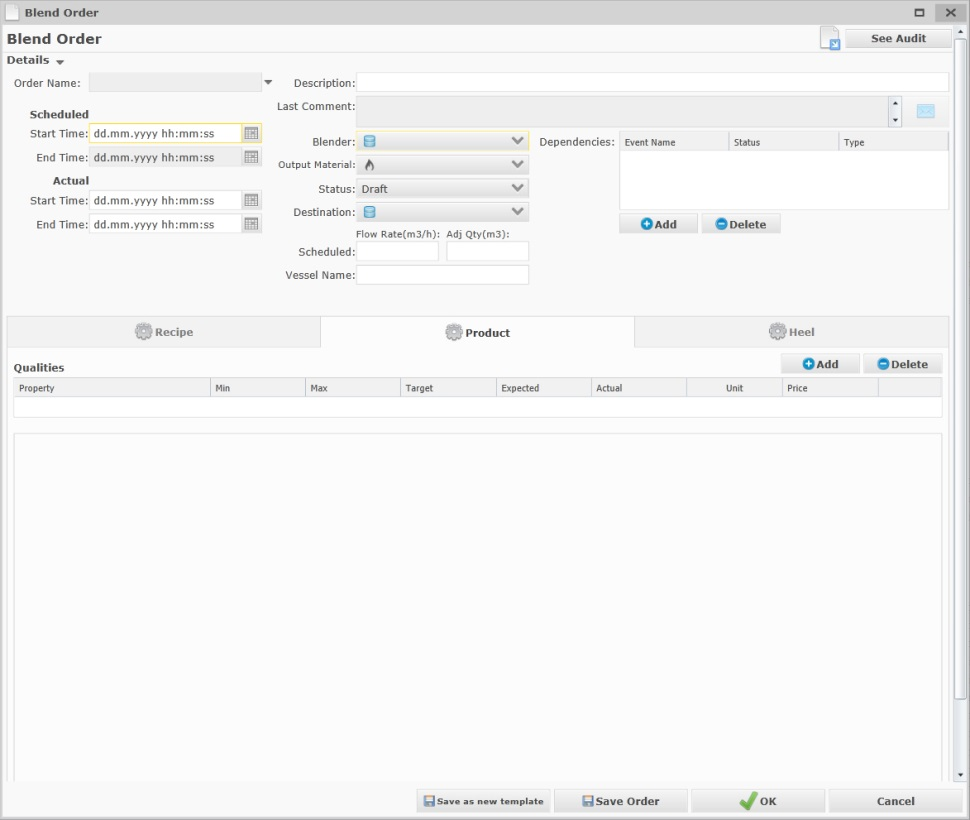 Blend Order
Blend Order
See Audit
Details
Order Name:
Description:
Last Comment:
Scheduled
Start Time: dd.mm.yyyy hh:mm:ss
End Time: dd.mm.yyyy hh:mm:ss
Actual
Start Time: dd.mm.yyyy hh:mm:ss
End Time: dd.mm.yyyy hh:mm:ss
Blender:
Output Material:
Status: Draft
Destination:
Flow Rate(m3/h): Adj Qty(m3):
Scheduled:
Vessel Name:
Dependencies: Event Name Status Type
Add Delete
Recipe Product Heel
Qualities Add Delete
Property Min Max Target Expected Actual Unit Price
Save as new template Save Order OK Cancel